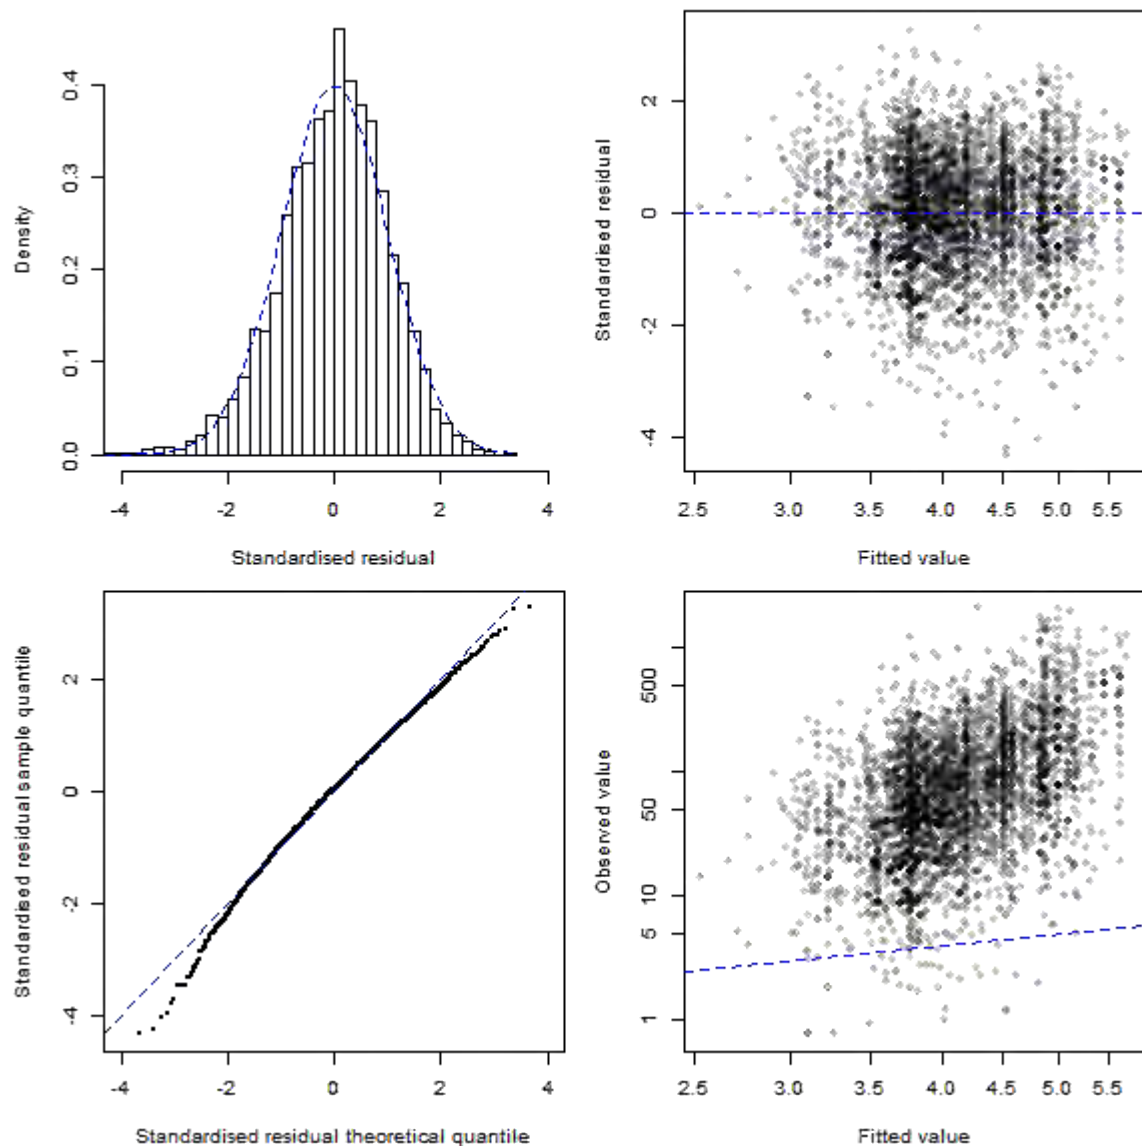 Density
0.0
0.1
0.2
0.3
0.4
-4 -2 0 2 4
Standardised residual
Standardised residual
-4
-2
0
2
2.5 3.0 3.5 4.0 4.5 5.0 5.5
Fitted value
Standardised residual sample quantile
-4
-2
0
2
-4 -2 0 2 4
Standardised residual theoretical quantile
Observed value
1
5
10
50
500
2.5 3.0 3.5 4.0 4.5 5.0 5.5
Fitted value